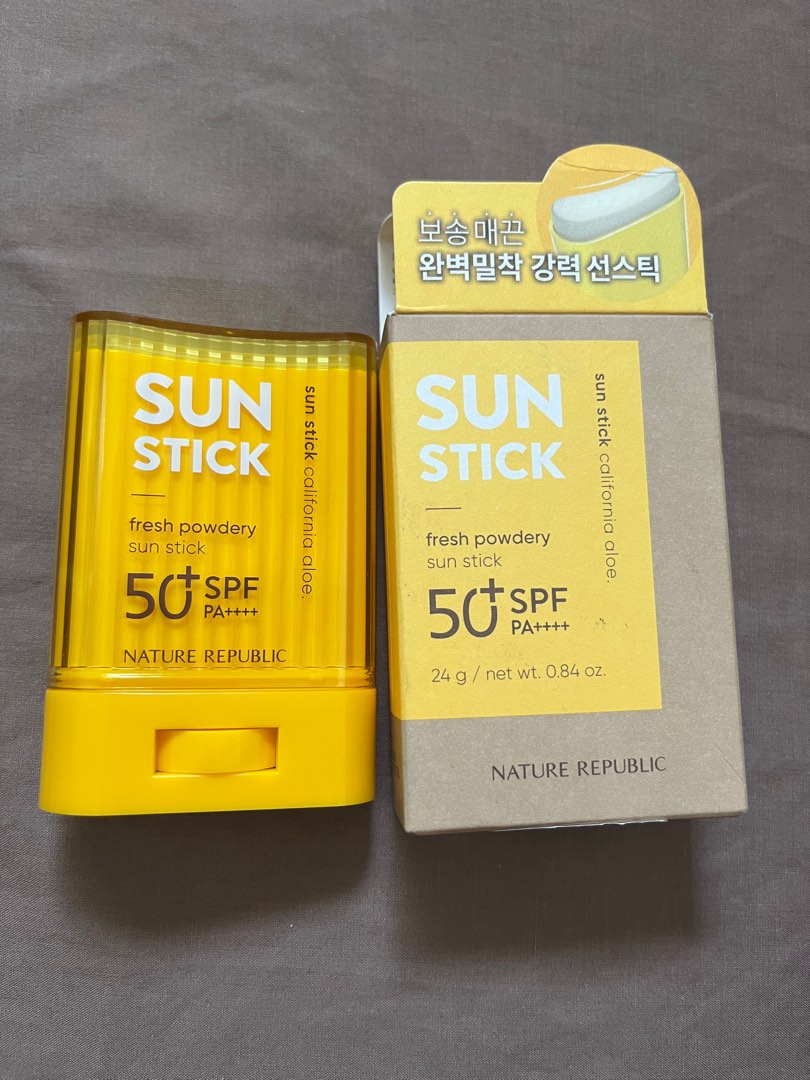 SUN
STICK
sun stick california aloe.
fresh powdery
sun stick
50+ SPF
PA++++
NATURE REPUBLIC
보송매끈
완벽밀착 강력 선스틱
SUN
STICK
sun stick california aloe.
fresh powdery
sun stick
50+ SPF
PA++++
24 g / net wt. 0.84 oz.
NATURE REPUBLIC